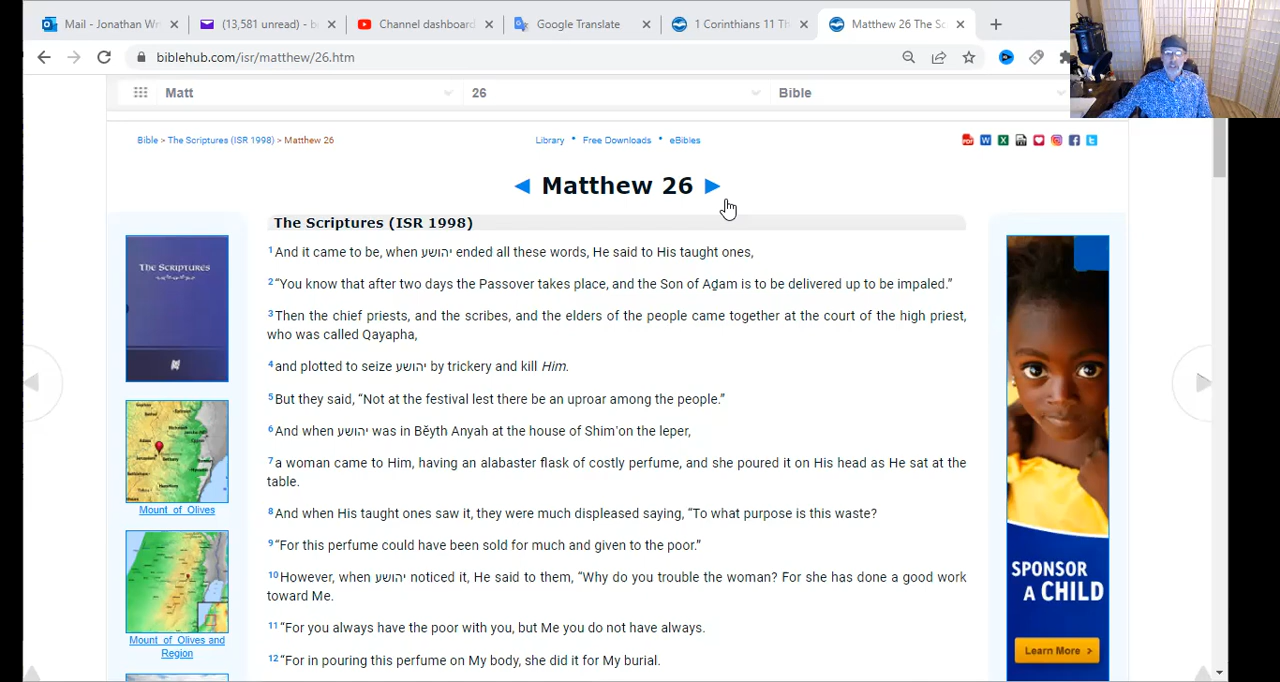 Mail - Jonathan Wr
(13,581 unread) - b
Channel dashboard
Google Translate
1 Corinthians 11 Th
Matthew 26 The Sc
biblehub.com/isr/matthew/26.htm
Matt
26
Bible
Bible > The Scriptures (ISR 1998) > Matthew 26
Library • Free Downloads • eBibles
Matthew 26
The Scriptures (ISR 1998)
1 And it came to be, when יהושע ended all these words, He said to His taught ones,
2 “You know that after two days the Passover takes place, and the Son of Aḏam is to be delivered up to be impaled.”
3 Then the chief priests, and the scribes, and the elders of the people came together at the court of the high priest,
who was called Qayapha,
4 and plotted to seize יהושע by trickery and kill Him.
5 But they said, “Not at the festival lest there be an uproar among the people.”
6 And when יהושע was in Bĕyth Anyah at the house of Shim‛on the leper,
7 a woman came to Him, having an alabaster flask of costly perfume, and she poured it on His head as He sat at the
table.
8 And when His taught ones saw it, they were much displeased saying, “To what purpose is this waste?
9 “For this perfume could have been sold for much and given to the poor.”
10 However, when יהושע noticed it, He said to them, “Why do you trouble the woman? For she has done a good work
toward Me.
11 “For you always have the poor with you, but Me you do not have always.
12 “For in pouring this perfume on My body, she did it for My burial.
THE SCRIPTURES
Mount of Olives
Mount of Olives and
Region
SPONSOR
A CHILD
Learn More >